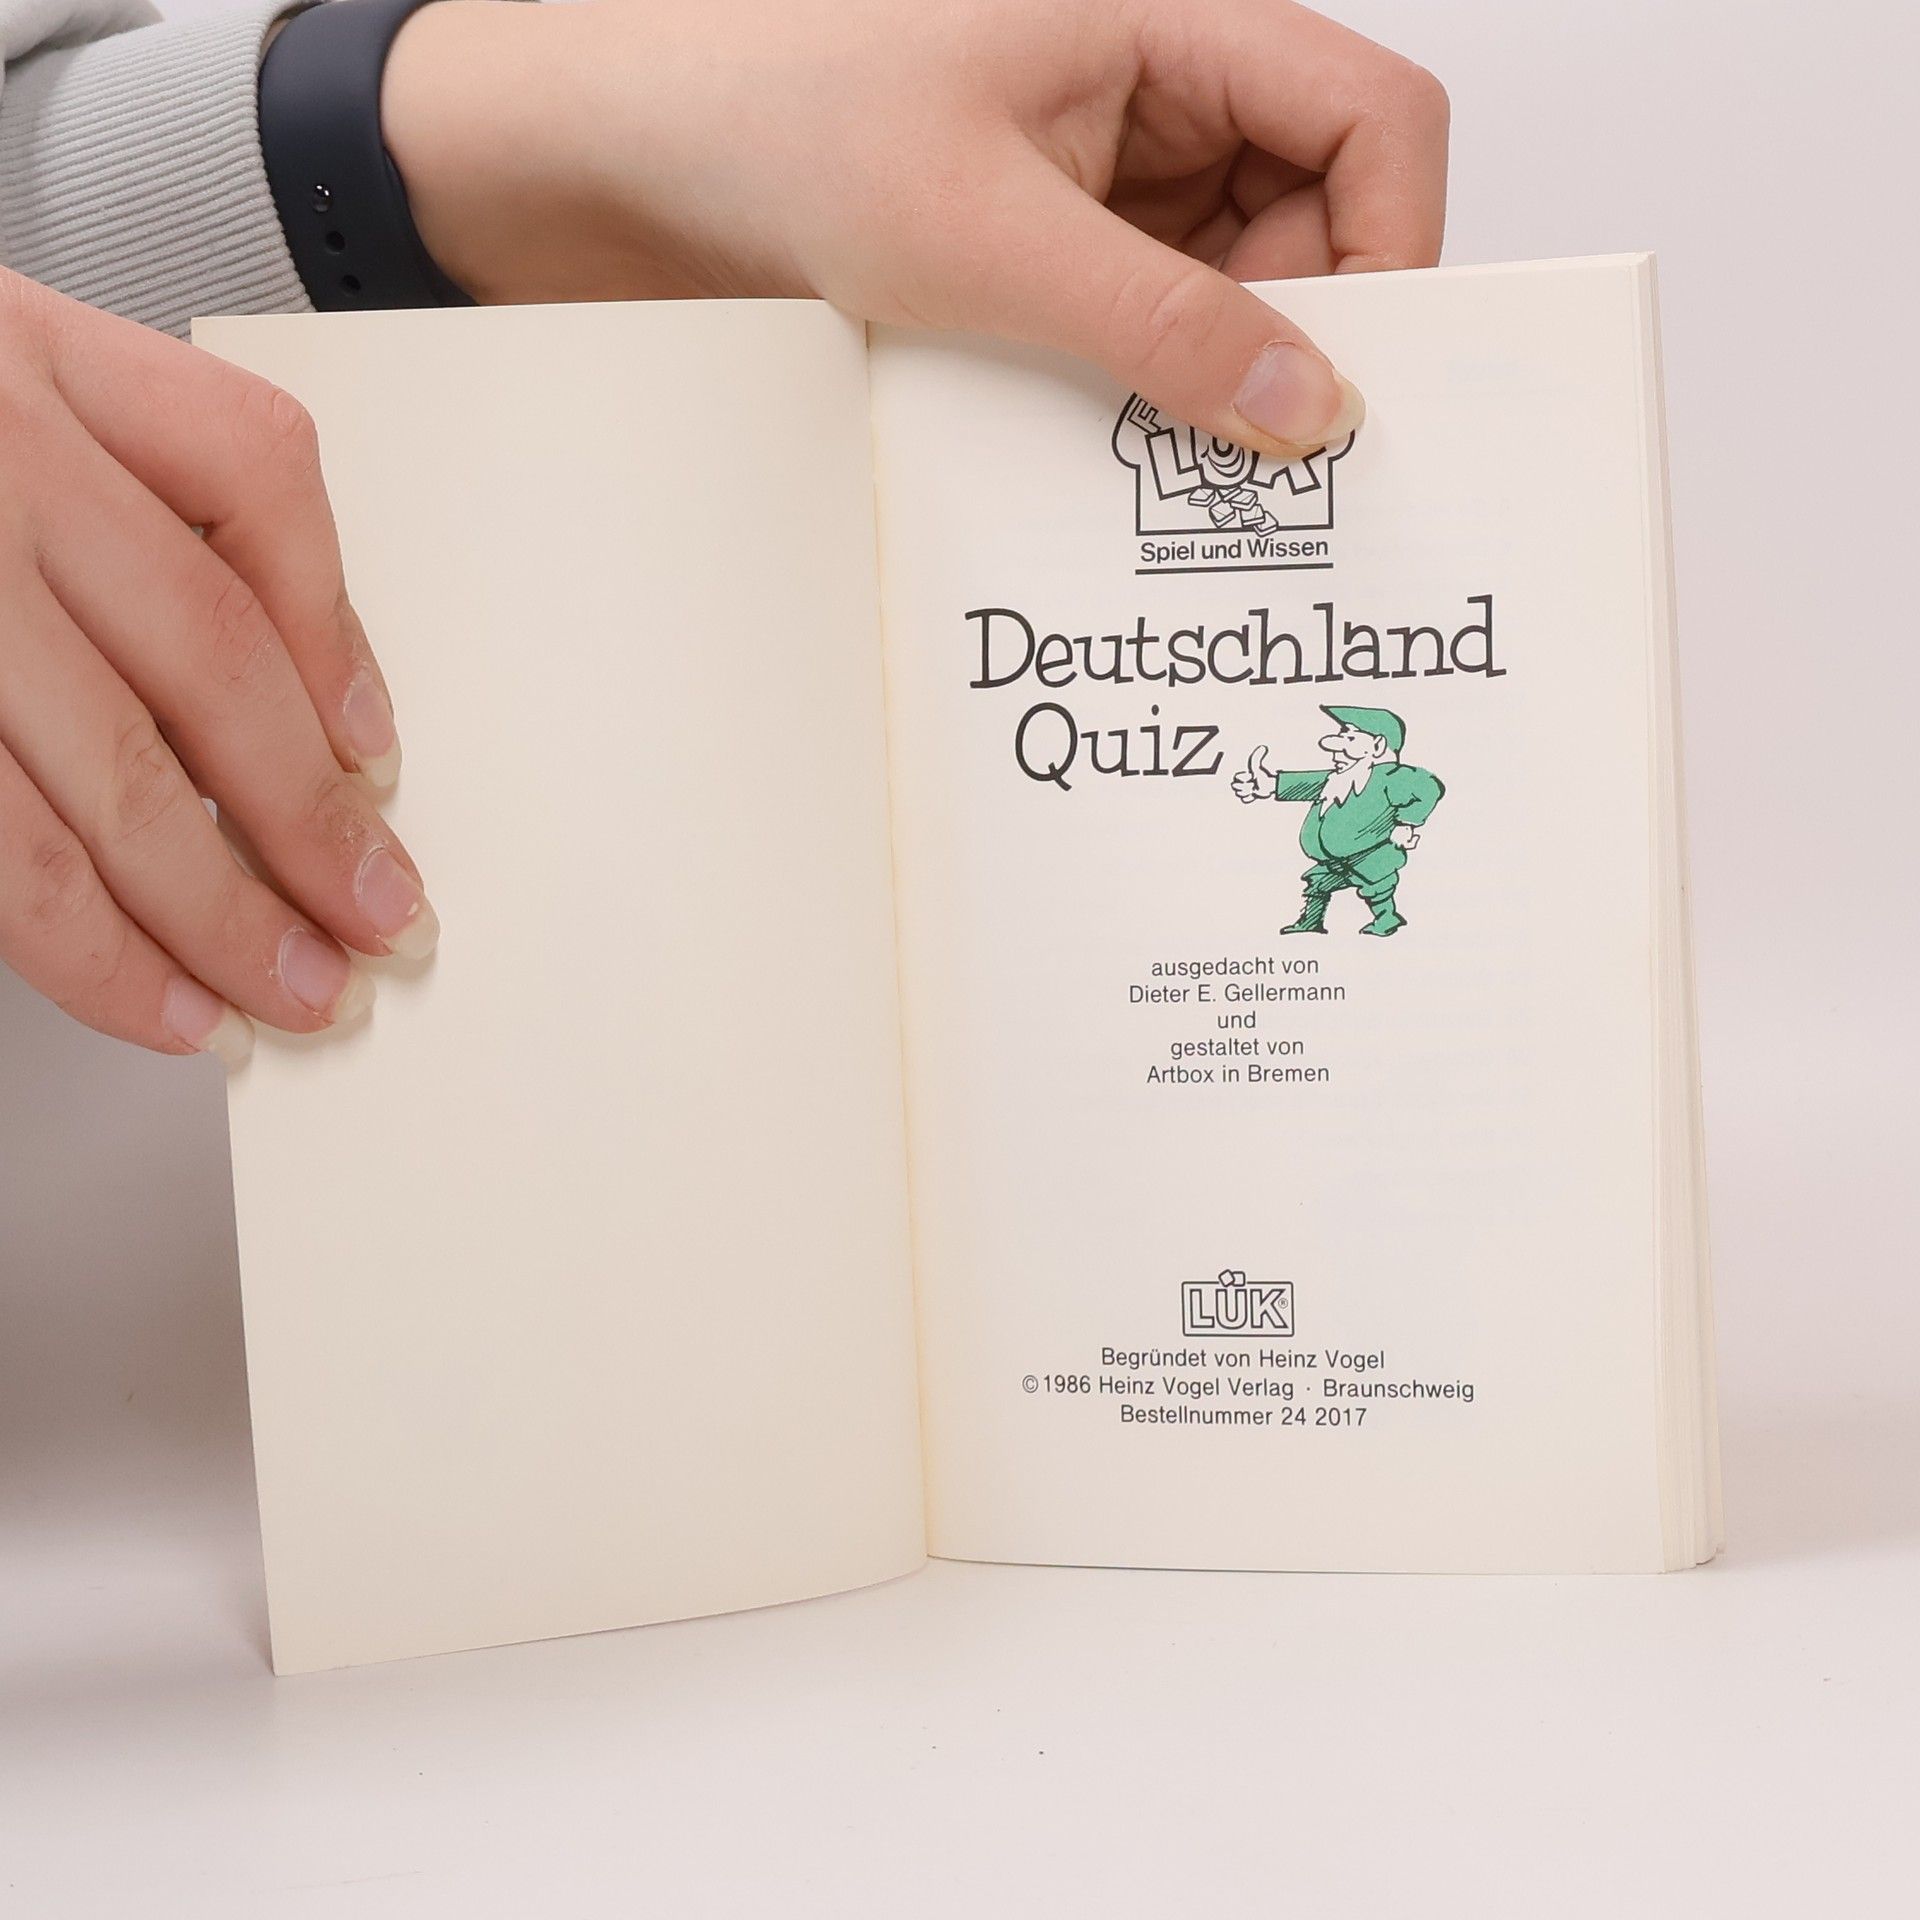 LÜK
Spiel und Wissen
Deutschland
Quiz
ausgedacht von
Dieter E. Gellermann
und
gestaltet von
Artbox in Bremen
LÜK®
Begründet von Heinz Vogel
©1986 Heinz Vogel Verlag · Braunschweig
Bestellnummer 24 2017